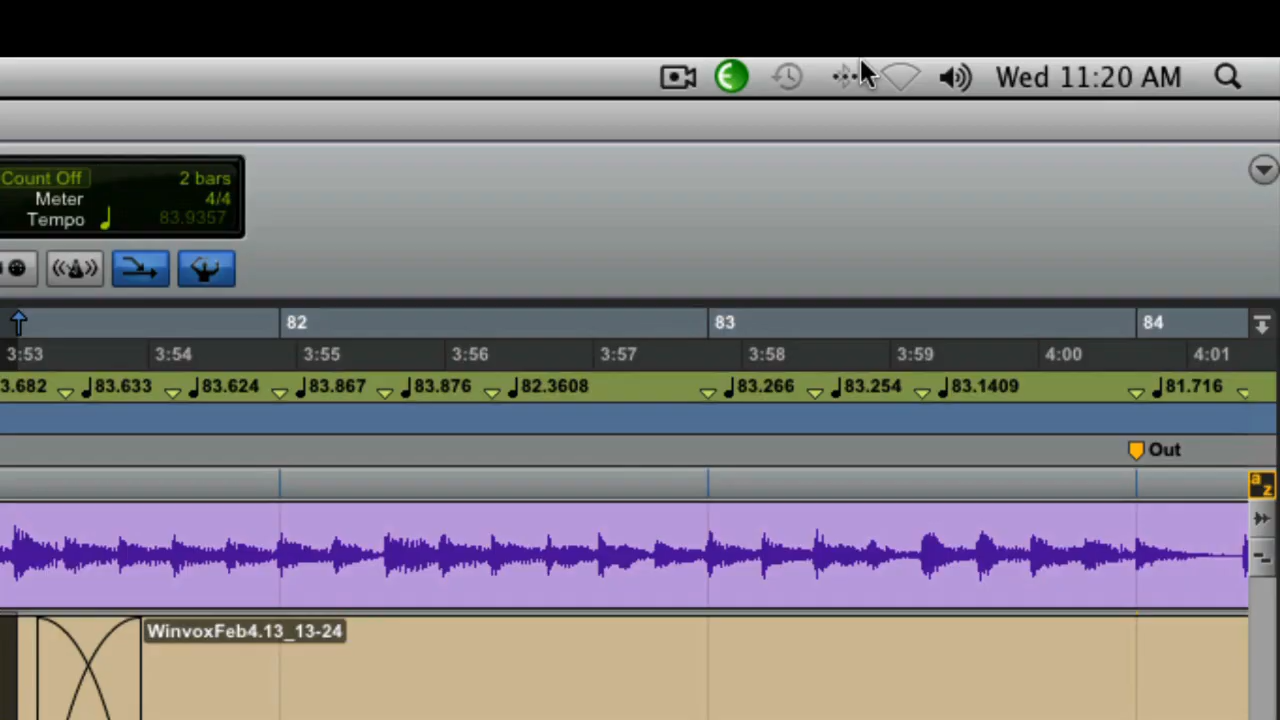 Wed 11:20 AM
Count Off 2 bars
Meter 4/4
Tempo 83.9357
82 83 84
3:53 3:54 3:55 3:56 3:57 3:58 3:59 4:00 4:01
3.682 83.633 83.624 83.867 83.876 82.3608 83.266 83.254 83.1409 81.716
Out
a z
WinvoxFeb4.13_13-24